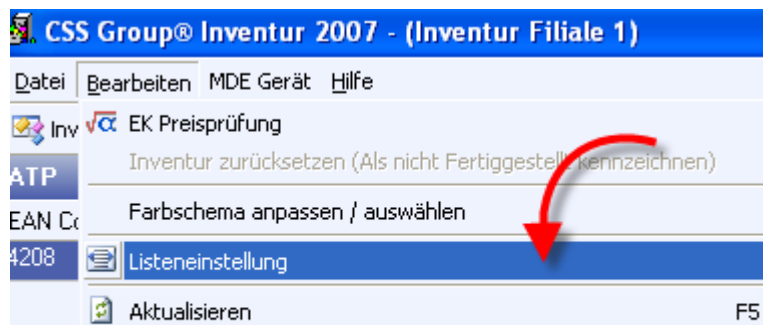 CSS Group® Inventur 2007 - (Inventur Filiale 1)
Datei Bearbeiten MDE Gerät Hilfe
Inv
EK Preisprüfung
Inventur zurücksetzen (Als nicht Fertiggestellt kennzeichnen)
ATP
Farbschema anpassen / auswählen
EAN Co
4208
Listeneinstellung
Aktualisieren F5